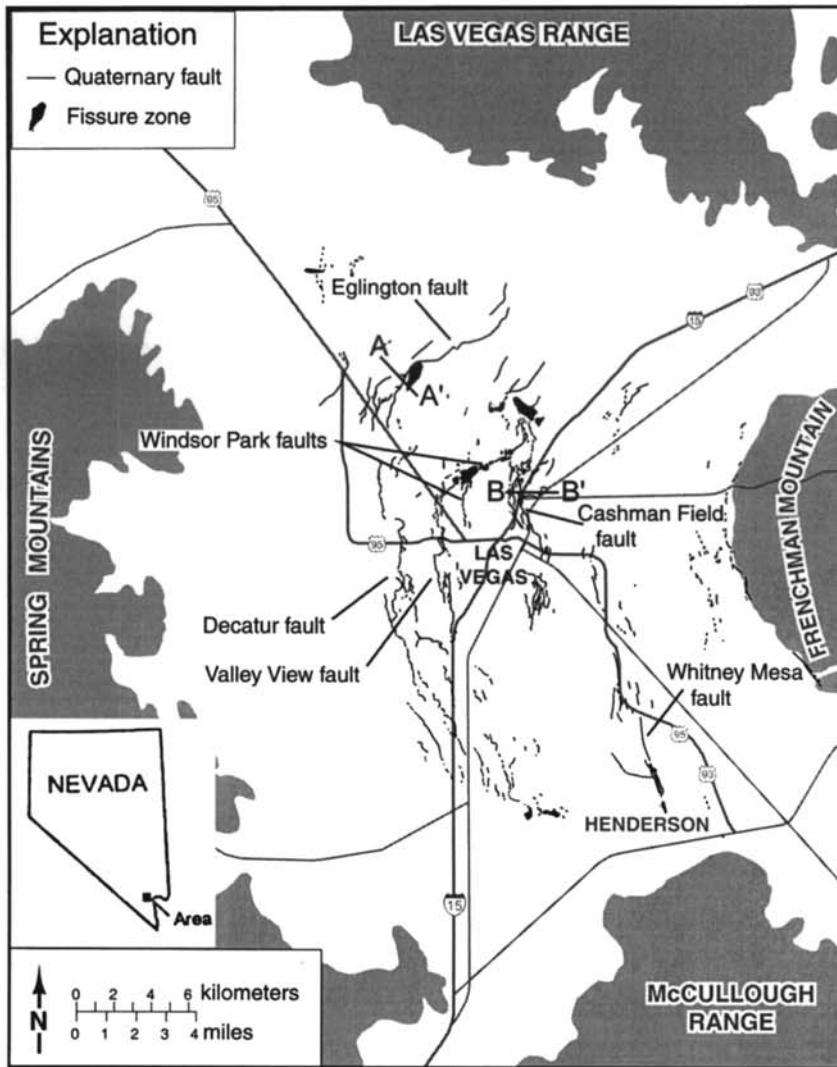 Explanation
Quaternary fault
Fissure zone
LAS VEGAS RANGE
95
93
15
Eglington fault
A
A'
Windsor Park faults
B
B'
Cashman Field
fault
95
LAS
VEGAS
SPRING MOUNTAINS
FRENCHMAN MOUNTAIN
Decatur fault
Valley View fault
Whitney Mesa
fault
95
93
HENDERSON
NEVADA
Area
15
McCULLOUGH
RANGE
N
0 2 4 6 kilometers
0 1 2 3 4 miles